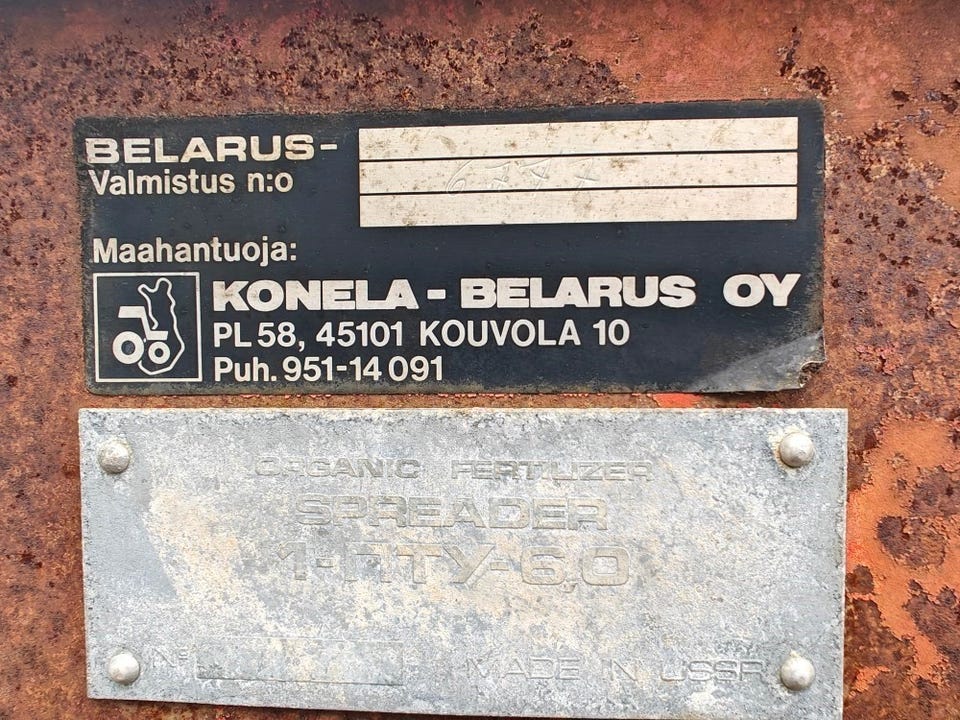 BELARUS-
Valmistus n:o
Maahantuoja:
KONELA - BELARUS OY
PL 58, 45101 KOUVOLA 10
Puh. 951-14 091
ORGANIC FERTILIZER
SPREADER
1-ПТУ-6,0
Nº
MADE IN USSR